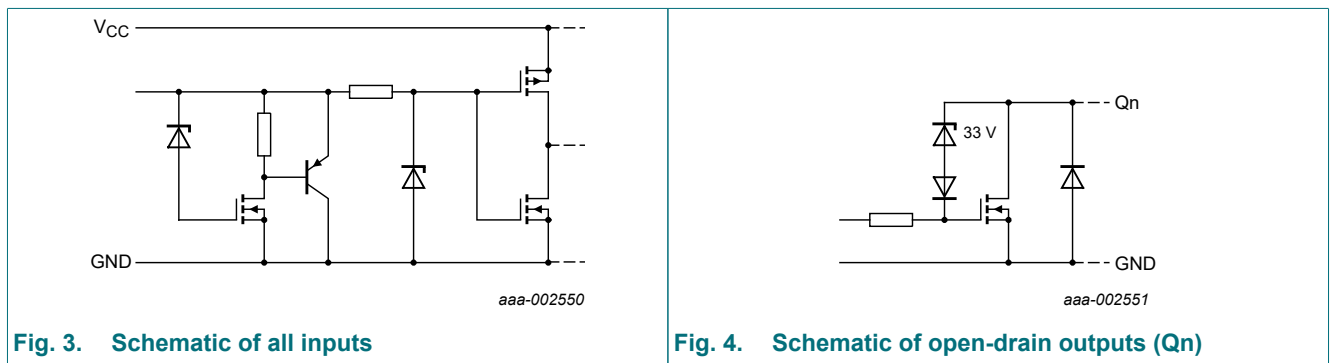 VCC
GND
aaa-002550
Fig. 3. Schematic of all inputs
Qn
33 V
GND
aaa-002551
Fig. 4. Schematic of open-drain outputs (Qn)